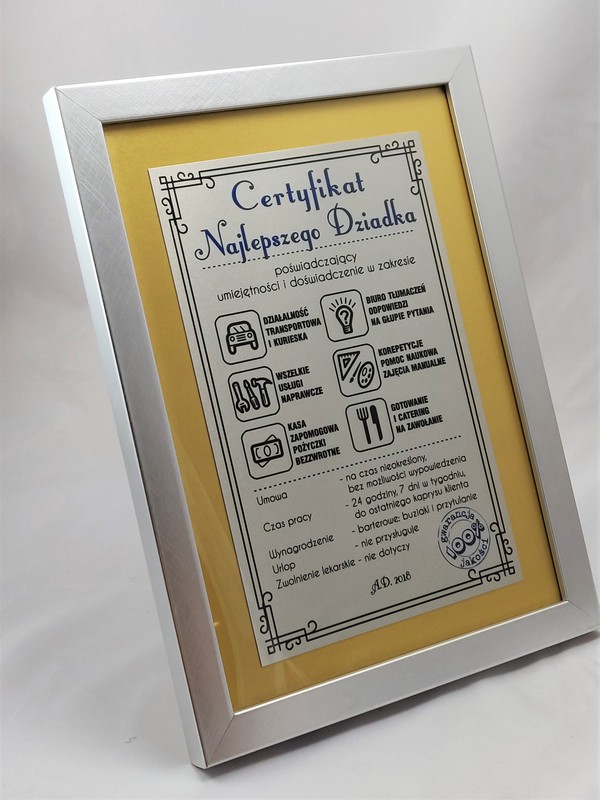 Certyfikat
Najlepszego Dziadka
poświadczający
umiejętności i doświadczenie w zakresie
DZIAŁALNOŚĆ
TRANSPORTOWA
I KURIESKA
BIURO TŁUMACZEŃ
ODPOWIEDZI
NA GŁUPIE PYTANIA
WSZELKIE
USŁUGI
NAPRAWCZE
KOREPETYCJE
POMOC NAUKOWA
ZAJĘCIA MANUALNE
KASA
ZAPOMOGOWA
POŻYCZKI
BEZZWROTNE
GOTOWANIE
I CATERING
NA ZAWOŁANIE
Umowa - na czas nieokreślony,
bez możliwości wypowiedzenia
Czas pracy - 24 godziny, 7 dni w tygodniu,
do ostatniego kaprysu klienta
Wynagrodzenie - barterowe: buziaki i przytulanie
Urlop - nie przysługuje
Zwolnienie lekarskie - nie dotyczy
A.D. 2018
gwarancja
100%
jakości